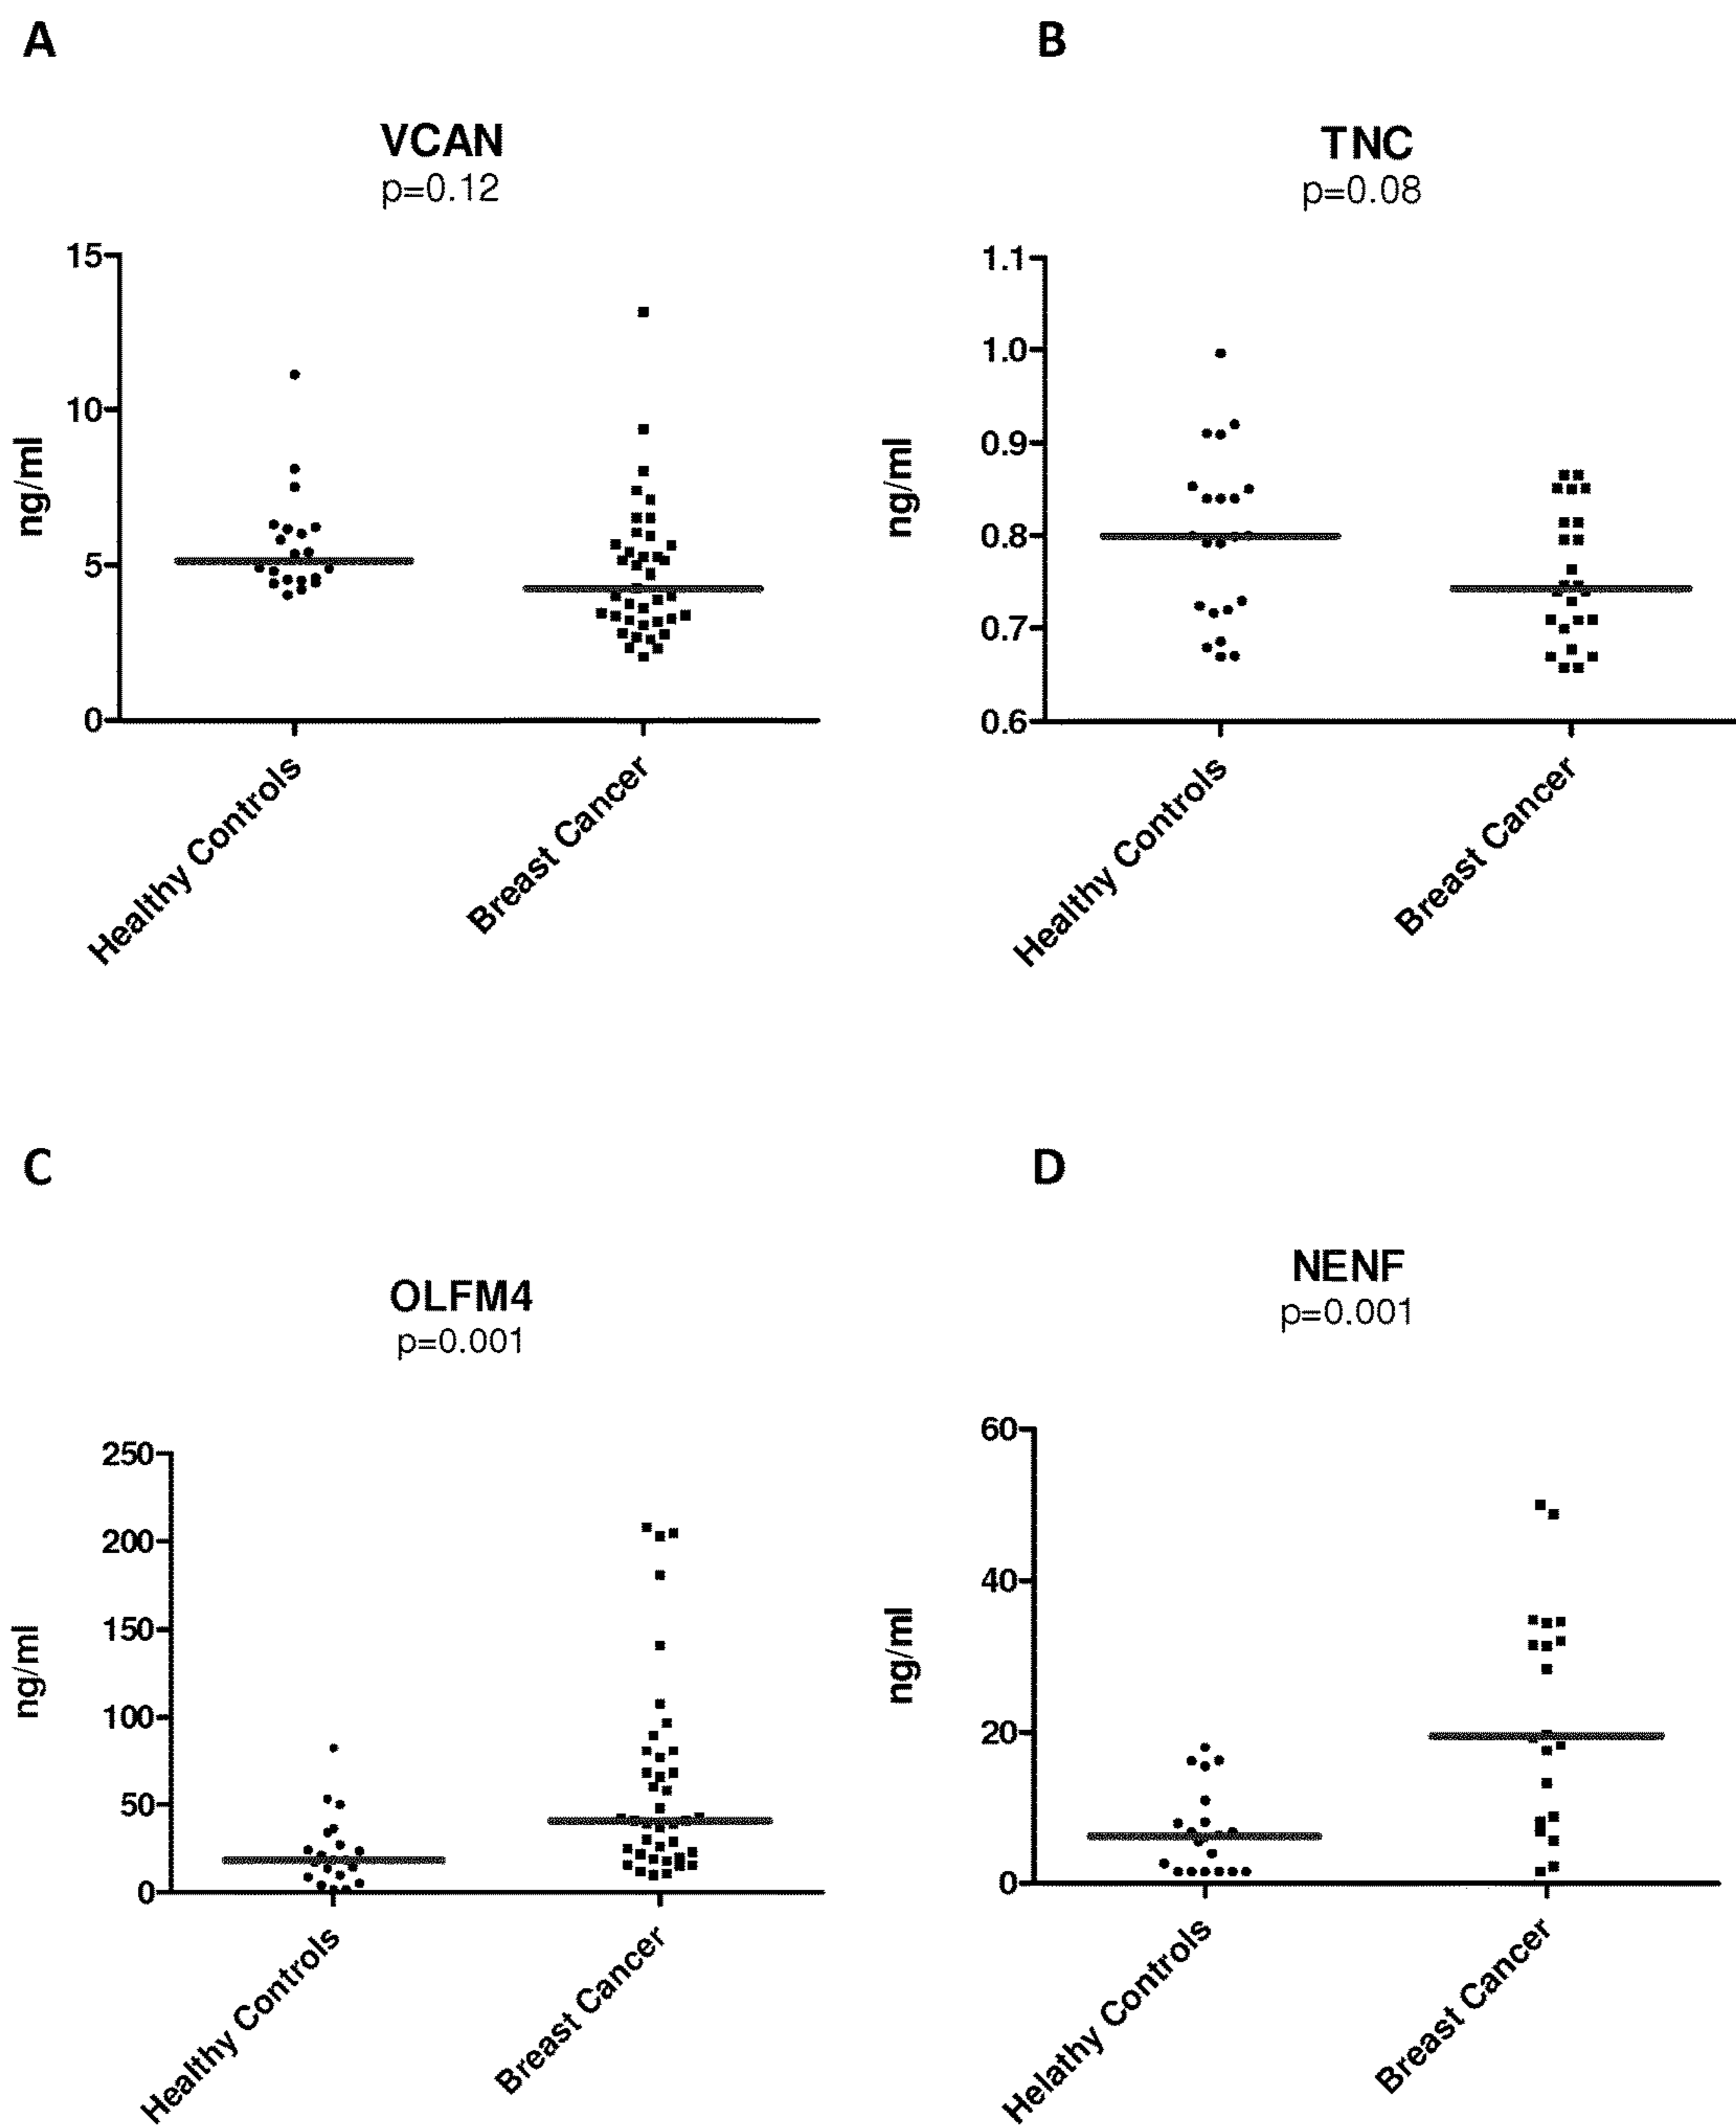 A
VCAN
p=0.12
ng/ml
15
10
5
0
Healthy Controls
Breast Cancer
B
TNC
p=0.08
ng/ml
1.1
1.0
0.9
0.8
0.7
0.6
Healthy Controls
Breast Cancer
C
OLFM4
p=0.001
ng/ml
250
200
150
100
50
0
Healthy Controls
Breast Cancer
D
NENF
p=0.001
ng/ml
60
40
20
0
Helathy Controls
Breast Cancer